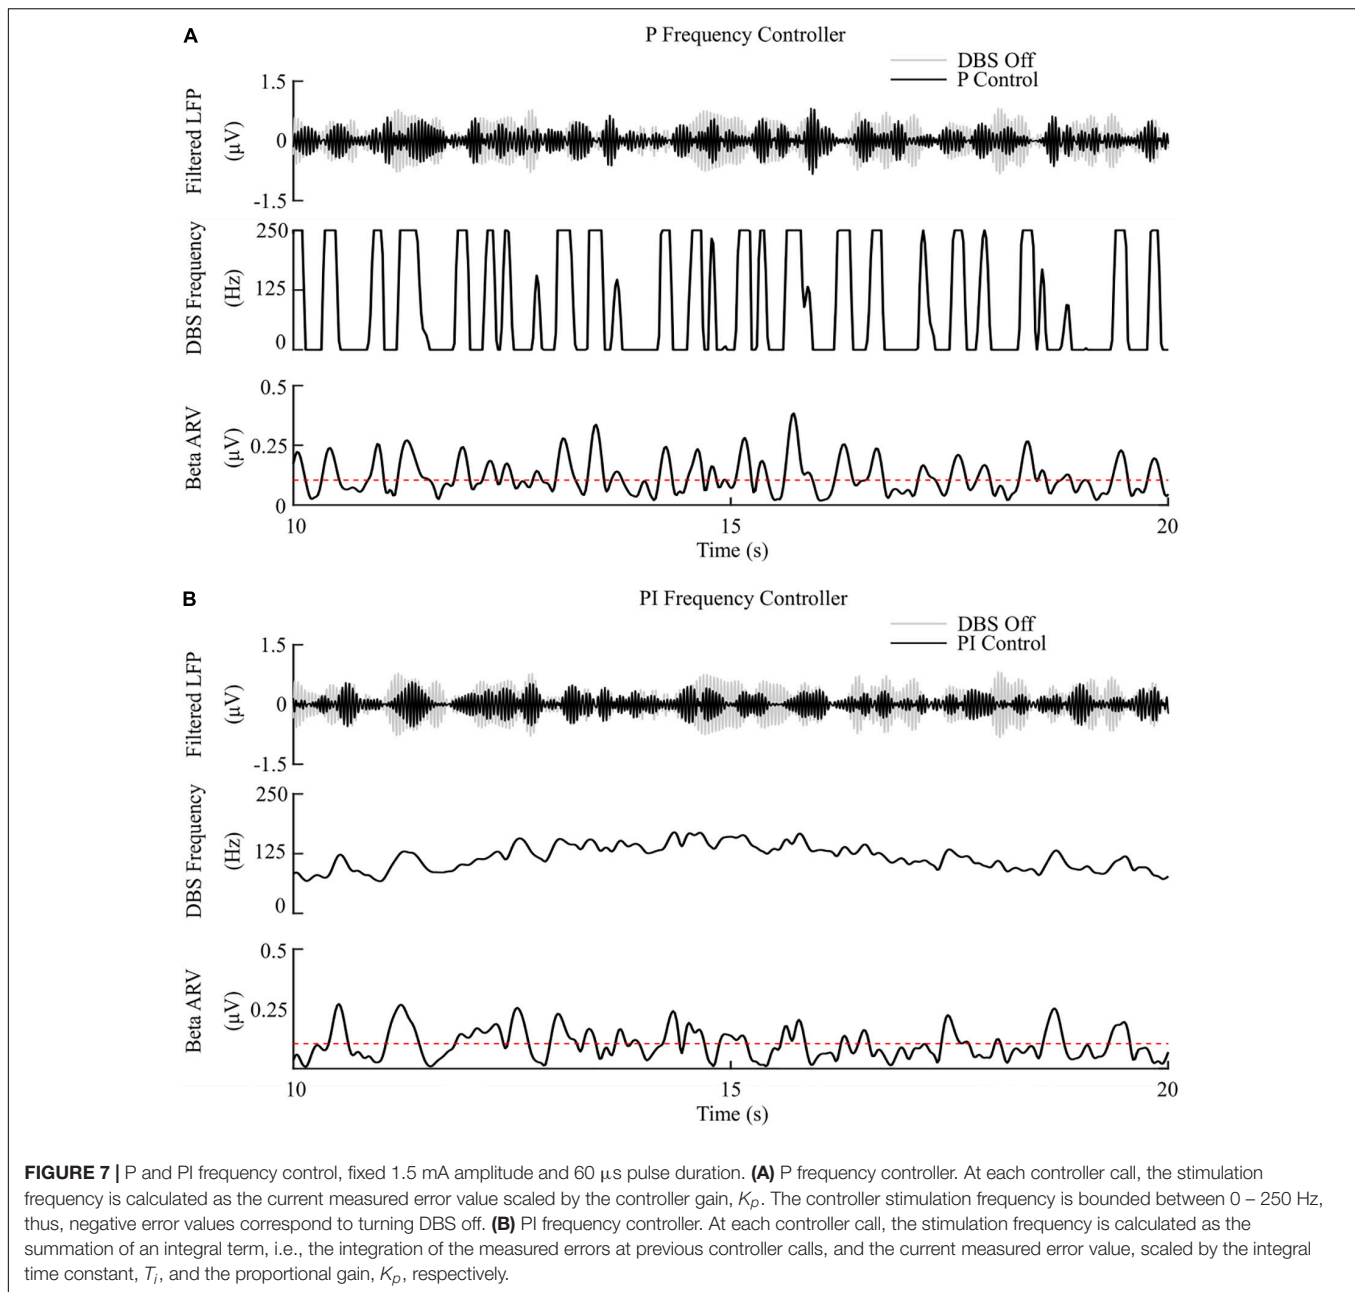 A
P Frequency Controller
DBS Off
P Control
Filtered LFP
(μV)
1.5
0
-1.5
DBS Frequency
(Hz)
250
125
0
Beta ARV
(μV)
0.5
0.25
0
10
15
20
Time (s)
B
PI Frequency Controller
DBS Off
PI Control
Filtered LFP
(μV)
1.5
0
-1.5
DBS Frequency
(Hz)
250
125
0
Beta ARV
(μV)
0.5
0.25
10
15
20
Time (s)
FIGURE 7 | P and PI frequency control, fixed 1.5 mA amplitude and 60 μs pulse duration. (A) P frequency controller. At each controller call, the stimulation
frequency is calculated as the current measured error value scaled by the controller gain, Kp. The controller stimulation frequency is bounded between 0 – 250 Hz,
thus, negative error values correspond to turning DBS off. (B) PI frequency controller. At each controller call, the stimulation frequency is calculated as the
summation of an integral term, i.e., the integration of the measured errors at previous controller calls, and the current measured error value, scaled by the integral
time constant, Ti, and the proportional gain, Kp, respectively.